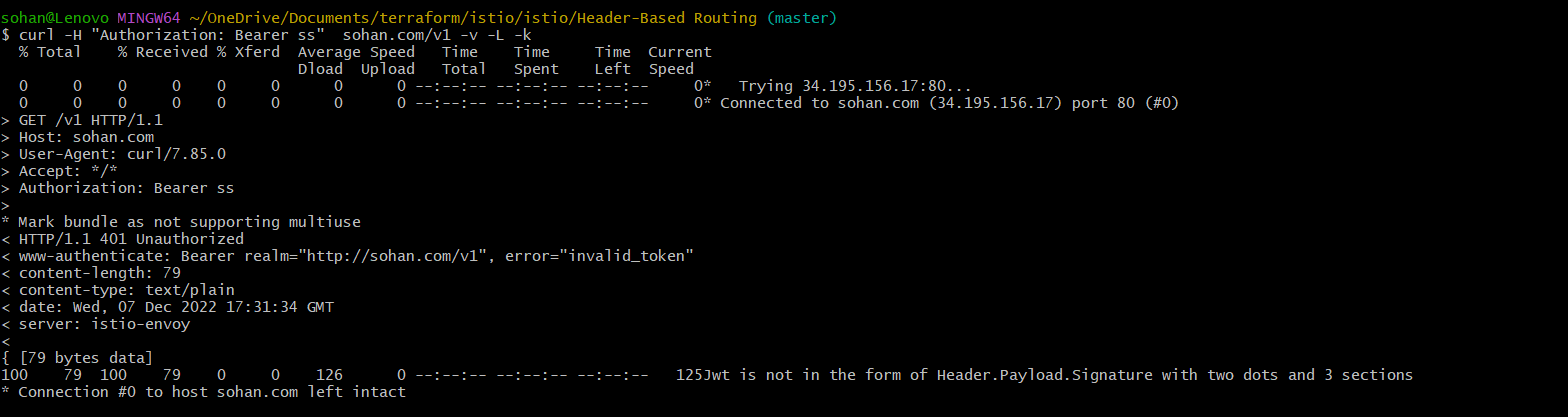 sohan@Lenovo MINGW64 ~/OneDrive/Documents/terraform/istio/istio/Header-Based Routing (master)
$ curl -H "Authorization: Bearer ss"  sohan.com/v1 -v -L -k
  % Total    % Received % Xferd  Average Speed   Time    Time     Time  Current
                                 Dload  Upload   Total   Spent    Left  Speed
  0     0    0     0    0     0      0      0 --:--:-- --:--:-- --:--:--     0*   Trying 34.195.156.17:80...
  0     0    0     0    0     0      0      0 --:--:-- --:--:-- --:--:--     0* Connected to sohan.com (34.195.156.17) port 80 (#0)
> GET /v1 HTTP/1.1
> Host: sohan.com
> User-Agent: curl/7.85.0
> Accept: */*
> Authorization: Bearer ss
>
* Mark bundle as not supporting multiuse
< HTTP/1.1 401 Unauthorized
< www-authenticate: Bearer realm="http://sohan.com/v1", error="invalid_token"
< content-length: 79
< content-type: text/plain
< date: Wed, 07 Dec 2022 17:31:34 GMT
< server: istio-envoy
<
{ [79 bytes data]
100    79  100    79    0     0    126      0 --:--:-- --:--:-- --:--:--   125Jwt is not in the form of Header.Payload.Signature with two dots and 3 sections
* Connection #0 to host sohan.com left intact